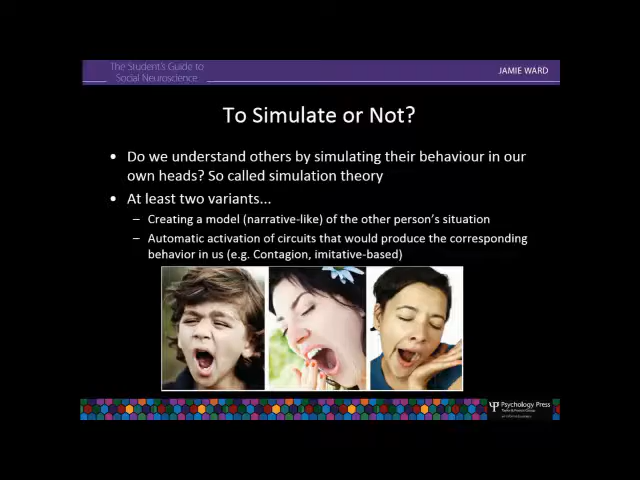 The Student's Guide to
Social Neuroscience
JAMIE WARD
To Simulate or Not?
• Do we understand others by simulating their behaviour in our
own heads? So called simulation theory
• At least two variants...
– Creating a model (narrative-like) of the other person's situation
– Automatic activation of circuits that would produce the corresponding
behavior in us (e.g. Contagion, imitative-based)
Psychology Press
Taylor & Francis Group